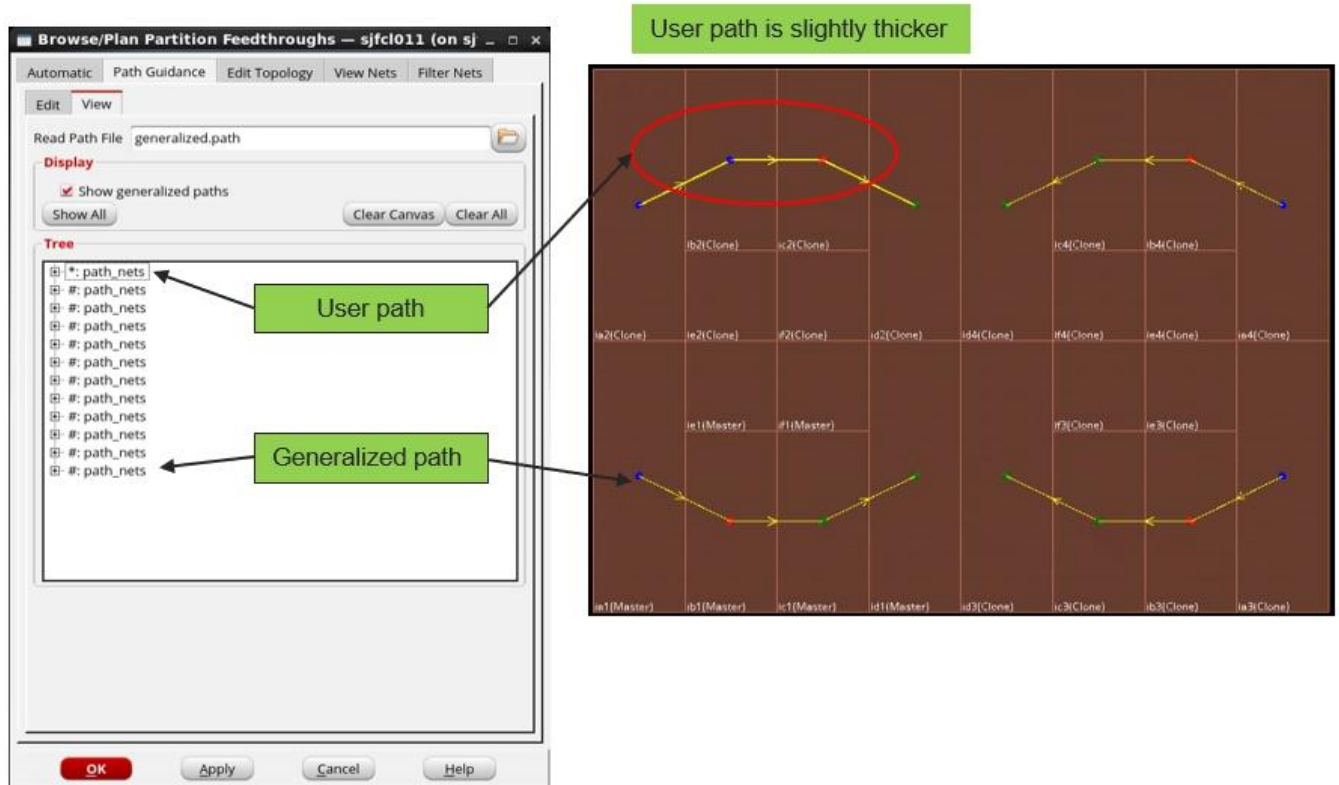 User path is slightly thicker
Browse/Plan Partition Feedthroughs — sjfcl011 (on sj
Automatic Path Guidance Edit Topology View Nets Filter Nets
Edit View
Read Path File generalized.path
Display
Show generalized paths
Show All Clear Canvas Clear All
Tree
*: path_nets
#: path_nets
#: path_nets
#: path_nets
#: path_nets
#: path_nets
#: path_nets
#: path_nets
#: path_nets
#: path_nets
#: path_nets
#: path_nets
User path
Generalized path
OK Apply Cancel Help
ib2(Clone) ic2(Clone) ic4(Clone) ib4(Clone)
ia2(Clone) ie2(Clone) if2(Clone) id2(Clone) id4(Clone) if4(Clone) ie4(Clone) ia4(Clone)
ie1(Master) if1(Master) if3(Clone) ie3(Clone)
ia1(Master) ib1(Master) ic1(Master) id1(Master) id3(Clone) ic3(Clone) ib3(Clone) ia3(Clone)